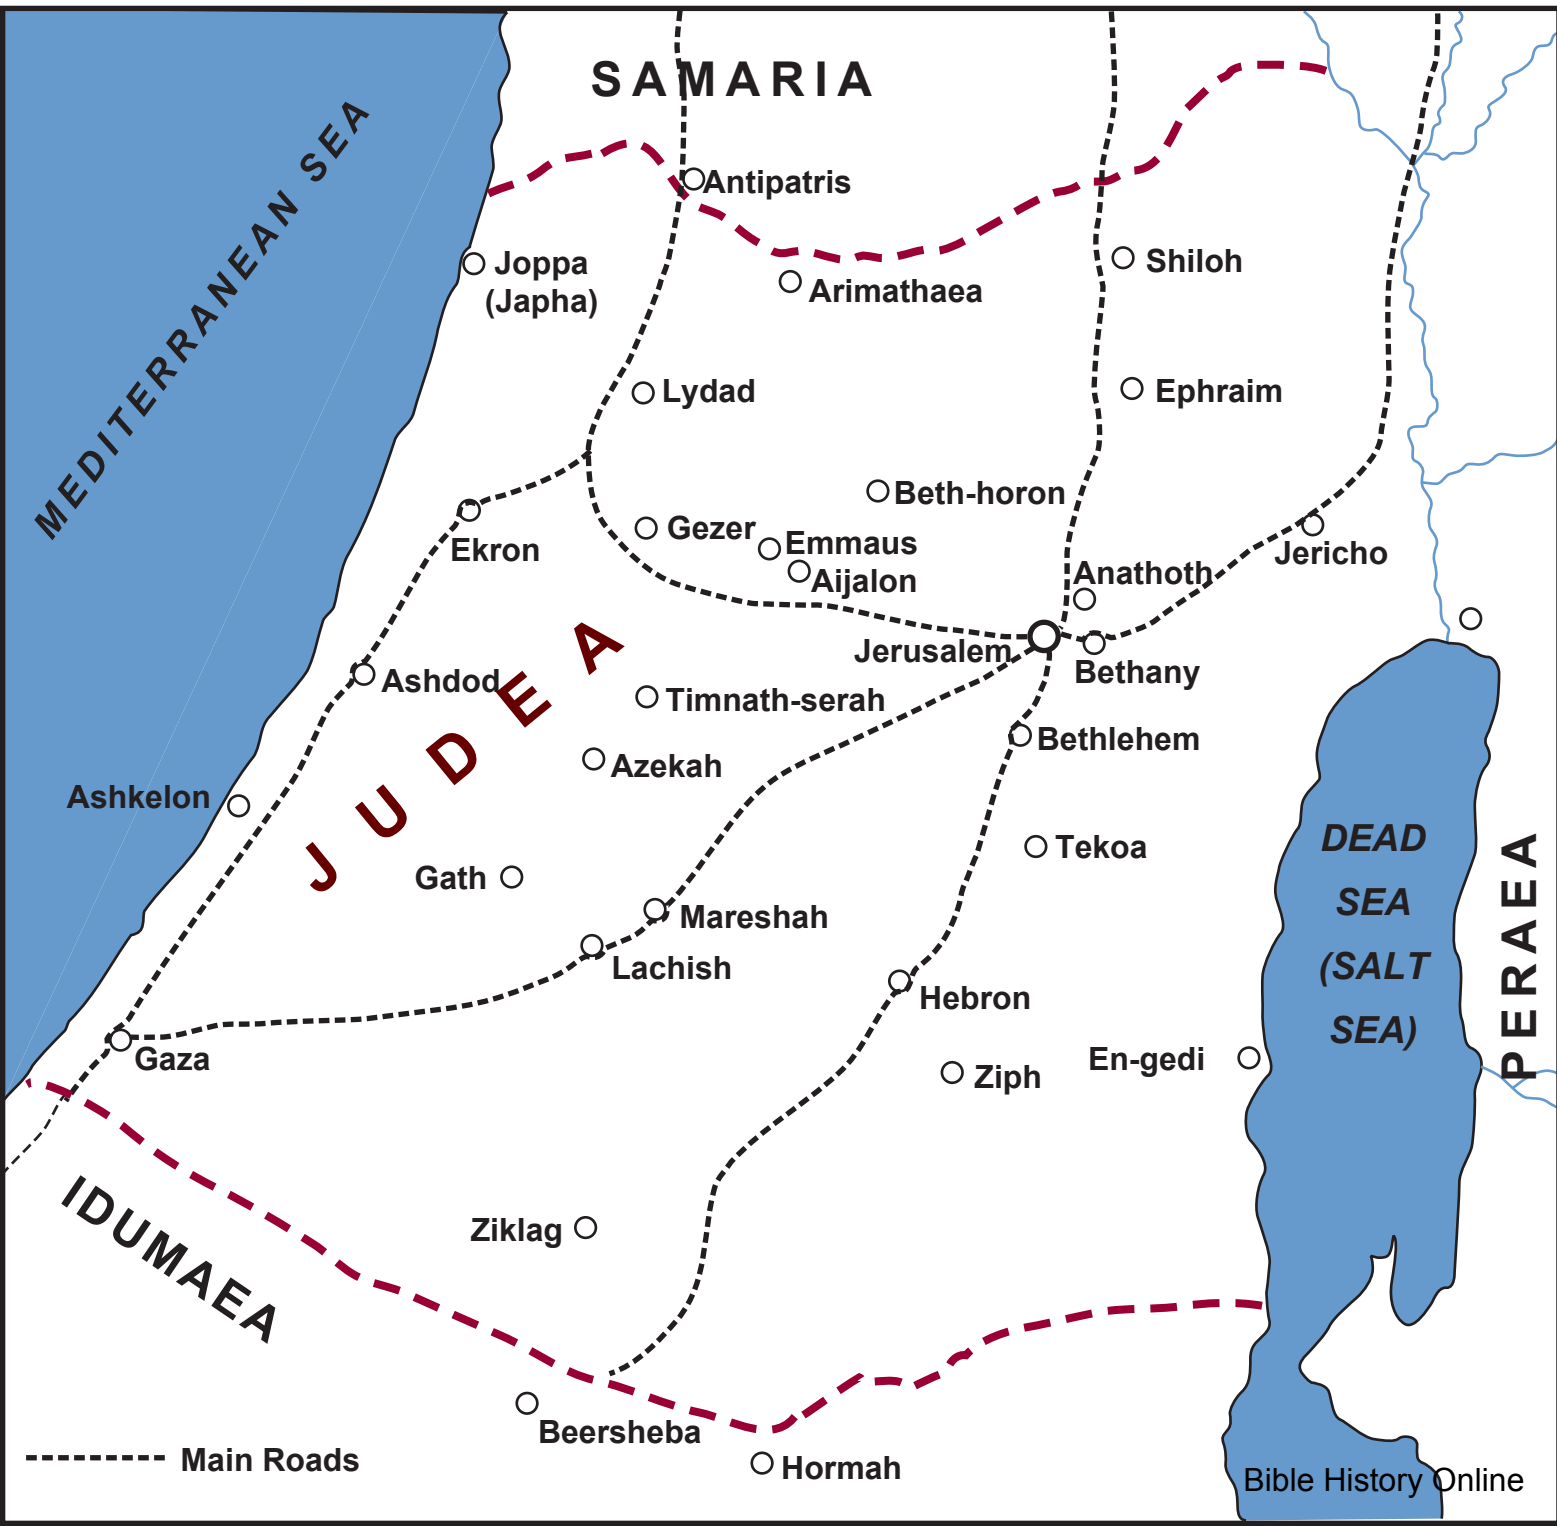 SAMARIA
MEDITERRANEAN SEA
Antipatris
Joppa
(Japha)
Shiloh
Arimathaea
Lydad
Ephraim
Beth-horon
Gezer
Emmaus
Ekron
Jericho
Anathoth
Aijalon
Jerusalem
Bethany
Ashdod
JUDEA
Timnath-serah
Bethlehem
Azekah
Ashkelon
Tekoa
DEAD
SEA
(SALT
SEA)
PERAEA
Gath
Mareshah
Lachish
Hebron
Gaza
En-gedi
Ziph
IDUMAEA
Ziklag
Beersheba
Main Roads
Hormah
Bible History Online